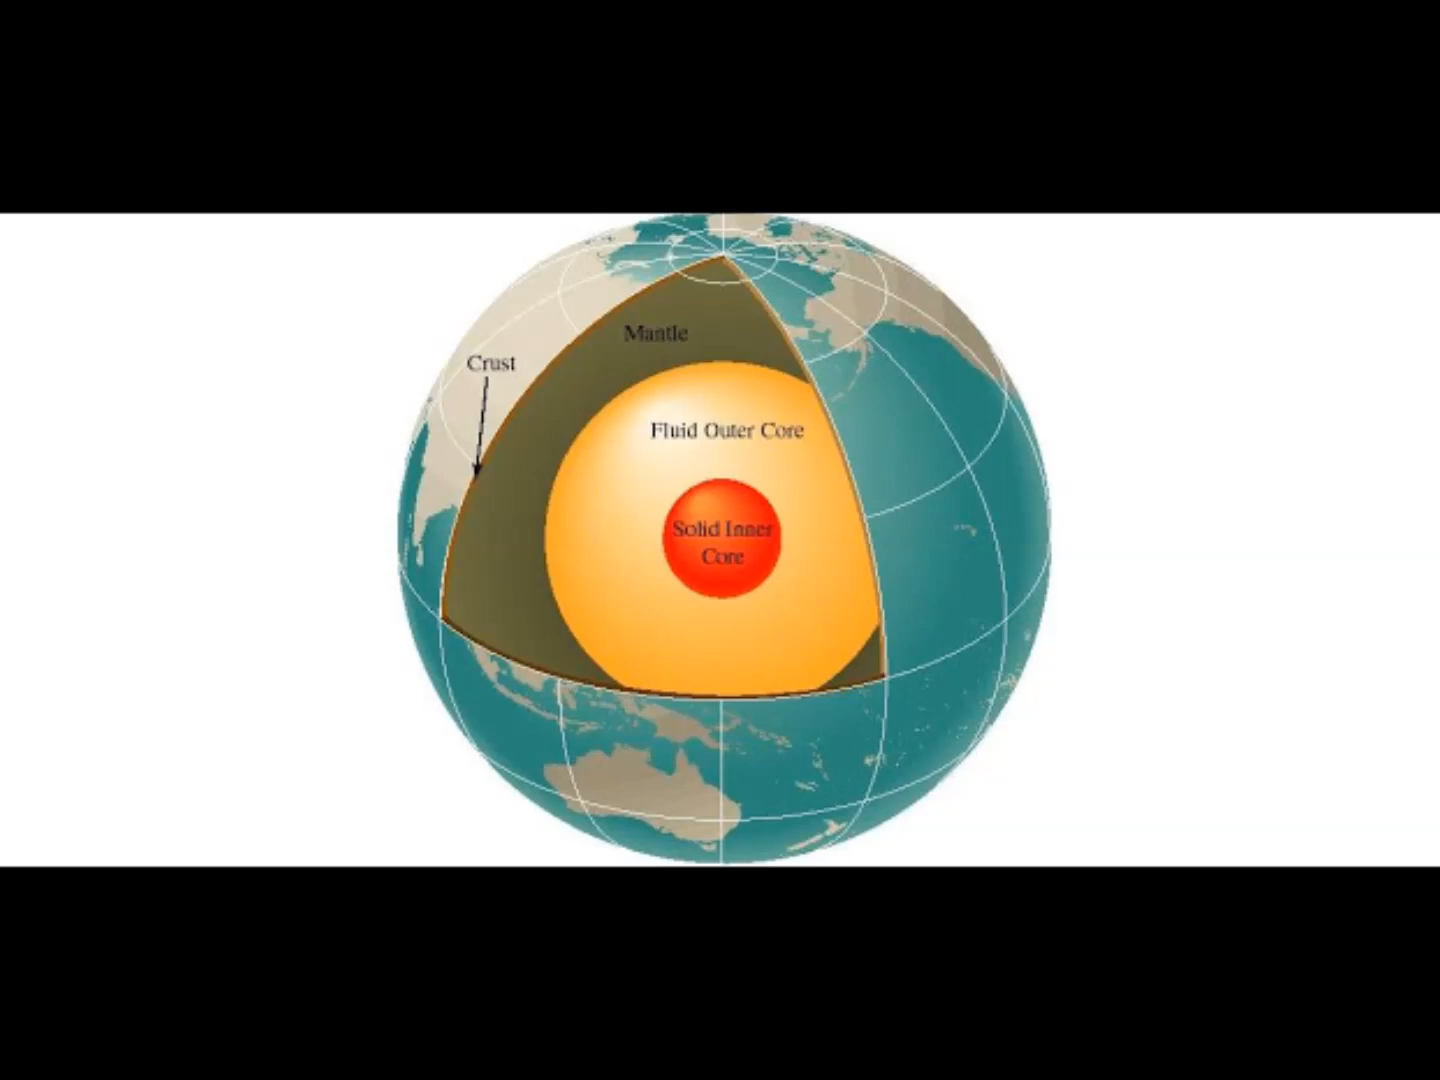 Mantle
Crust
Fluid Outer Core
Solid Inner
Core